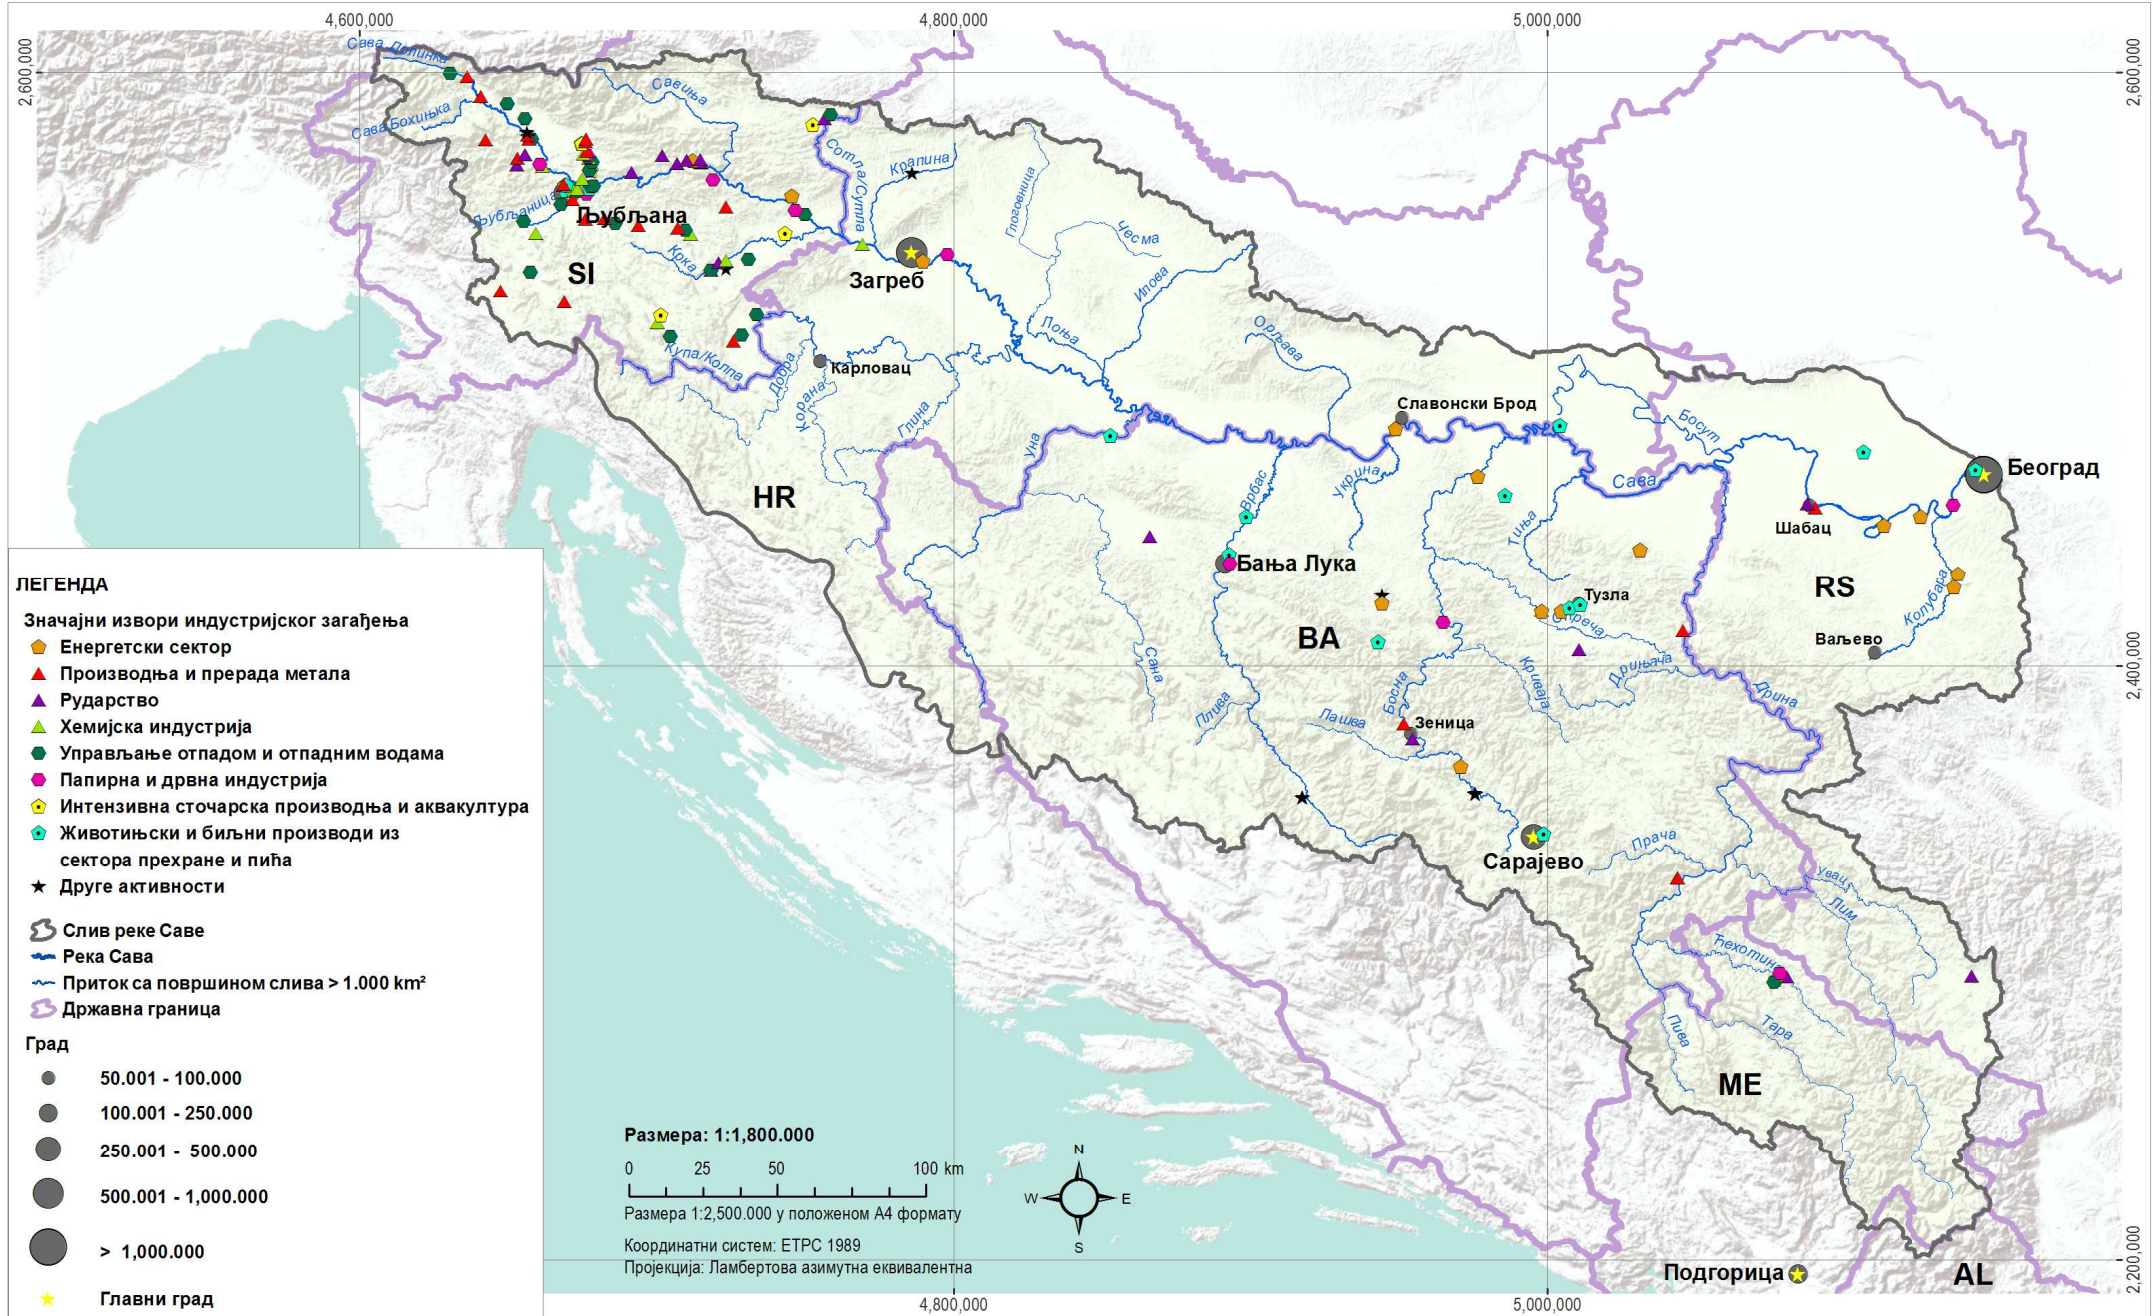 4,600,000
4,800,000
5,000,000
2,600,000
2,600,000
Сава Долинка
Сава Бохињка
Савиња
Сотла/Сутла
Крапина
Љубљаница
Љубљана
Глоговница
Чесма
Крка
SI
Загреб
Илова
Лоња
Орљава
Купа/Колпа
Добра
Карловац
Корана
Глина
Славонски Брод
Босут
Уна
HR
Врбас
Укрина
Сава
Београд
Тиња
Шабац
Бања Лука
RS
Тузла
Колубара
Спреча
BA
Ваљево
Сана
Кривaја
Дрињача
2,400,000
Дрина
Плива
Босна
Лашва
Зеница
Сарајево
Прача
Увац
Лим
Ћехотина
Пива
Тара
ME
Подгорица
AL
2,200,000
4,800,000
5,000,000
ЛЕГЕНДА
Значајни извори индустријског загађења
Енергетски сектор
Производња и прерада метала
Рударство
Хемијска индустрија
Управљање отпадом и отпадним водама
Папирна и дрвна индустрија
Интензивна сточарска производња и аквакултура
Животињски и биљни производи из
сектора прехране и пића
Друге активности
Слив реке Саве
Река Сава
Приток са површином слива > 1.000 km²
Државна граница
Град
50.001 - 100.000
100.001 - 250.000
250.001 - 500.000
500.001 - 1,000.000
> 1,000.000
Главни град
Размера: 1:1,800.000
0 25 50 100 km
Размера 1:2,500.000 у положеном А4 формату
Координатни систем: ЕТРС 1989
Пројекција: Ламбертова азимутна еквивалентна
N
W E
S